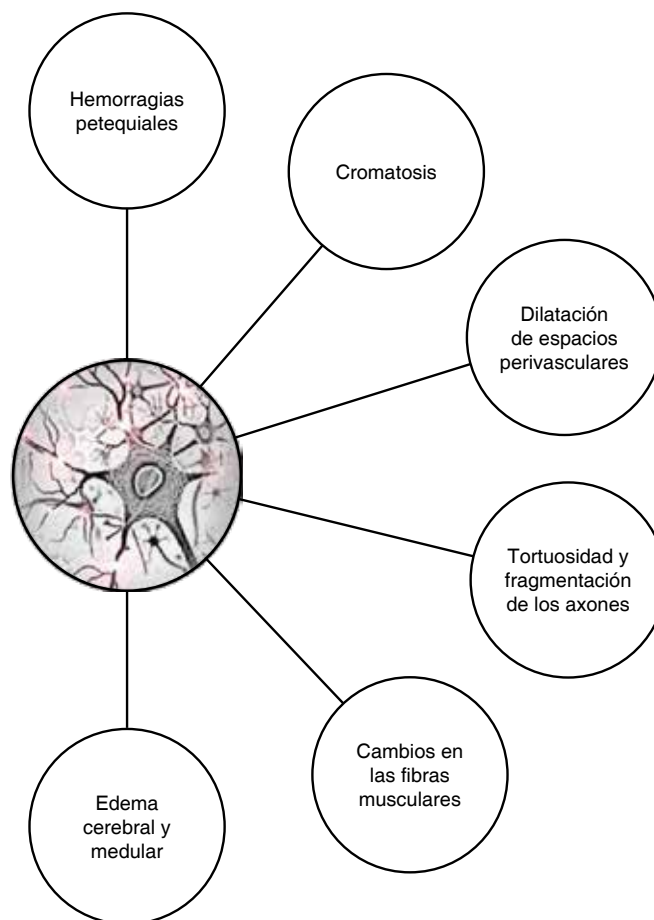 Hemorragias
petequiales
Cromatosis
Dilatación
de espacios
perivasculares
Tortuosidad y
fragmentación
de los axones
Cambios en
las fibras
musculares
Edema
cerebral y
medular